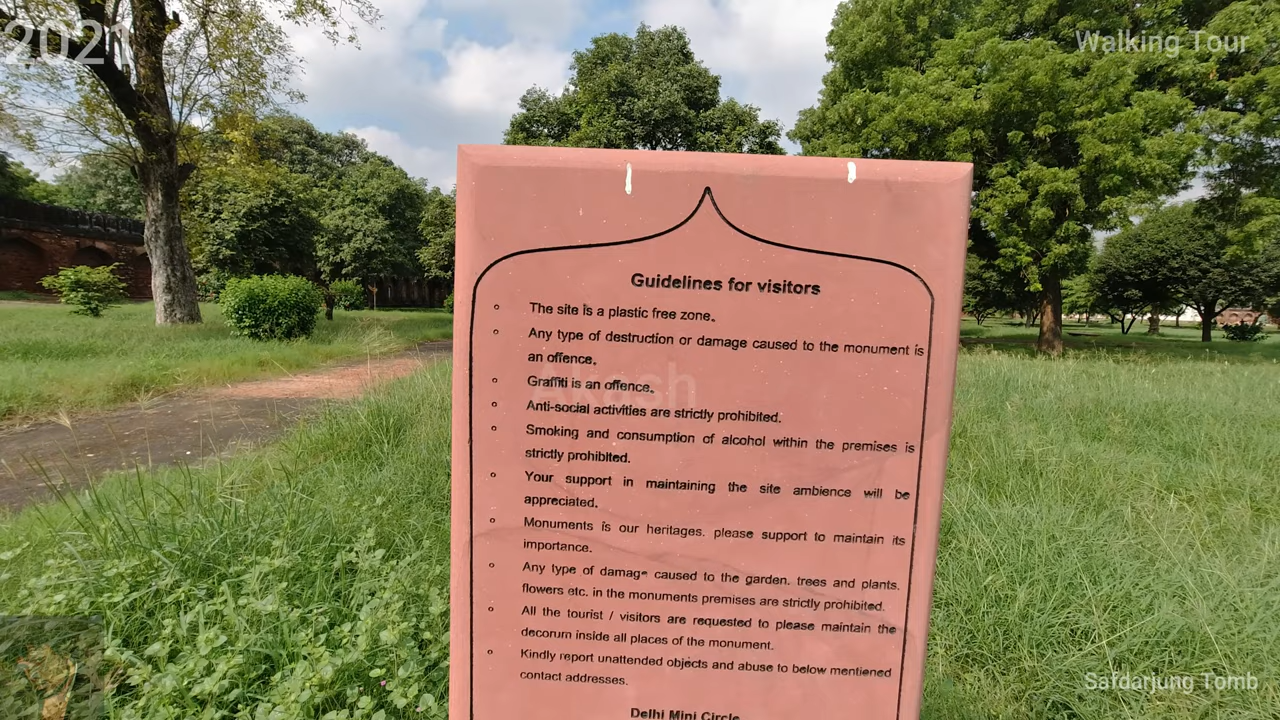 2021
Walking Tour
Guidelines for visitors
The site is a plastic free zone.
Any type of destruction or damage caused to the monument is
an offence.
Graffiti is an offence.
Akash
Anti-social activities are strictly prohibited.
Smoking and consumption of alcohol within the premises is
strictly prohibited.
Your support in maintaining the site ambience will be
appreciated.
Monuments is our heritages. please support to maintain its
importance.
Any type of damage caused to the garden. trees and plants.
flowers etc. in the monuments premises are strictly prohibited.
All the tourist / visitors are requested to please maintain the
decorum inside all places of the monument.
Kindly report unattended objects and abuse to below mentioned
contact addresses.
Delhi Mini Circle
Safdarjung Tomb